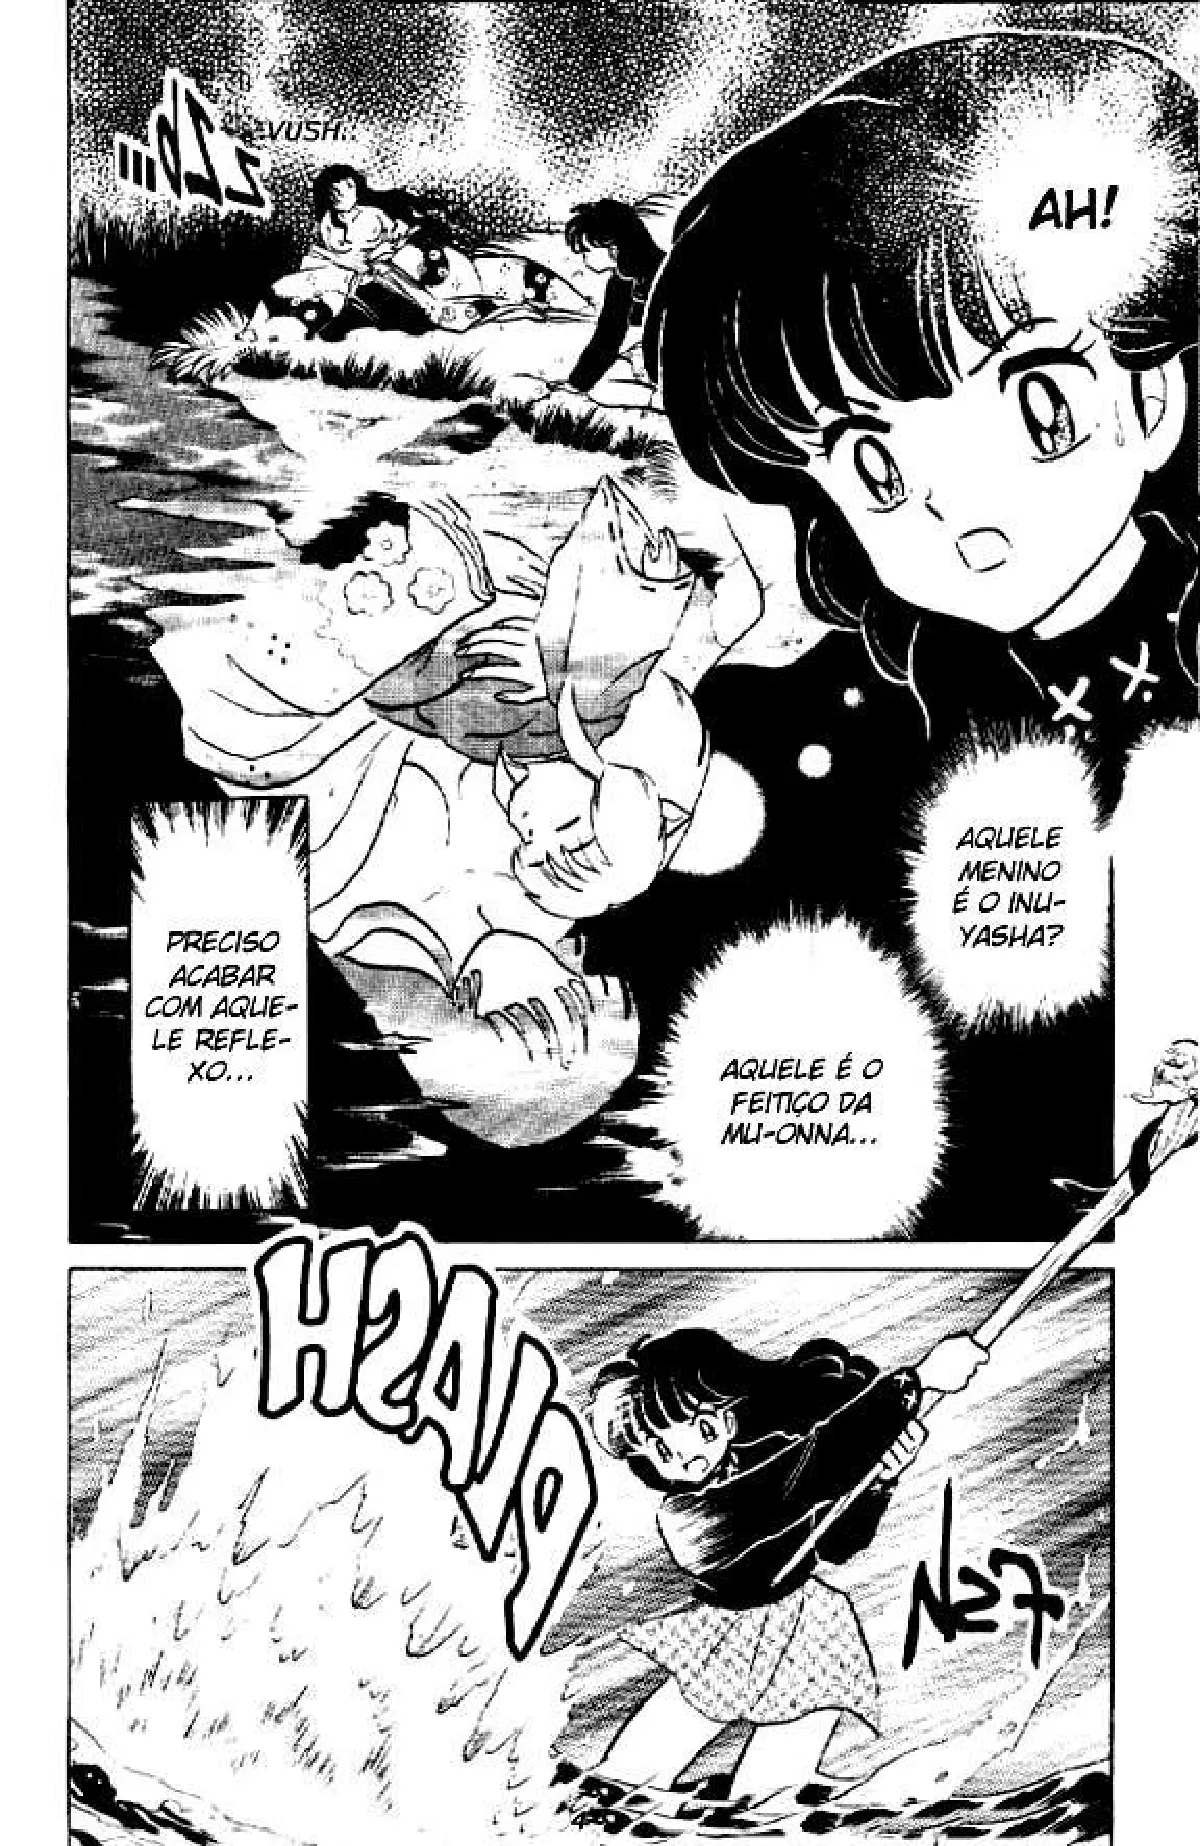 VUSH...
AH!
AQUELE
MENINO
É O INU-
YASHA?
AQUELE É O
FEITIÇO DA
MU-ONNA...
PRECISO
ACABAR
COM AQUE-
LE REFLE-
XO...